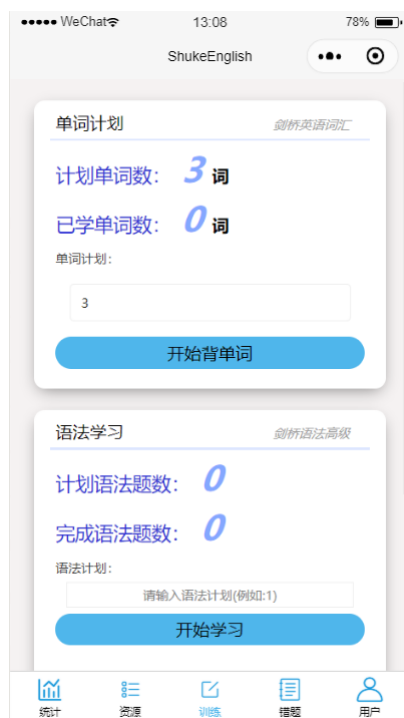 WeChat 13:08 78%
ShukeEnglish
单词计划 剑桥英语词汇
计划单词数: 3 词
已学单词数: 0 词
单词计划:
3
开始背单词
语法学习 剑桥语法高级
计划语法题数: 0
完成语法题数: 0
语法计划:
请输入语法计划(例如:1)
开始学习
统计 资源 训练 错题 用户